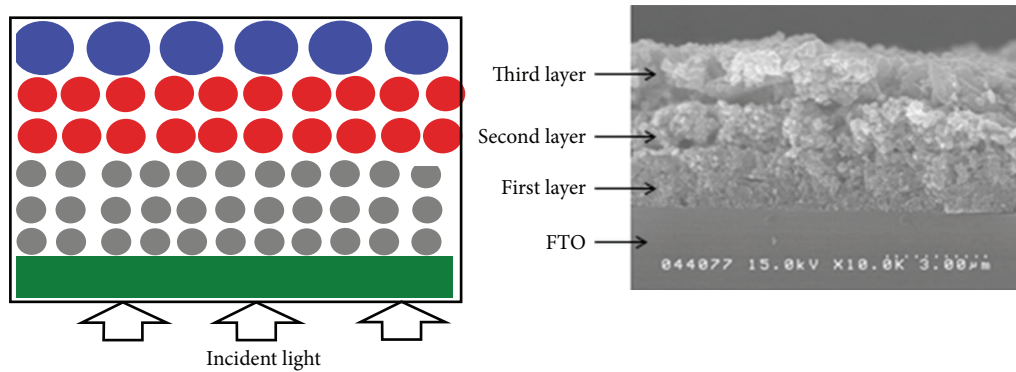 Third layer
Second layer
First layer
FTO
044077 15.0kV X10.0K 3.00µm
Incident light